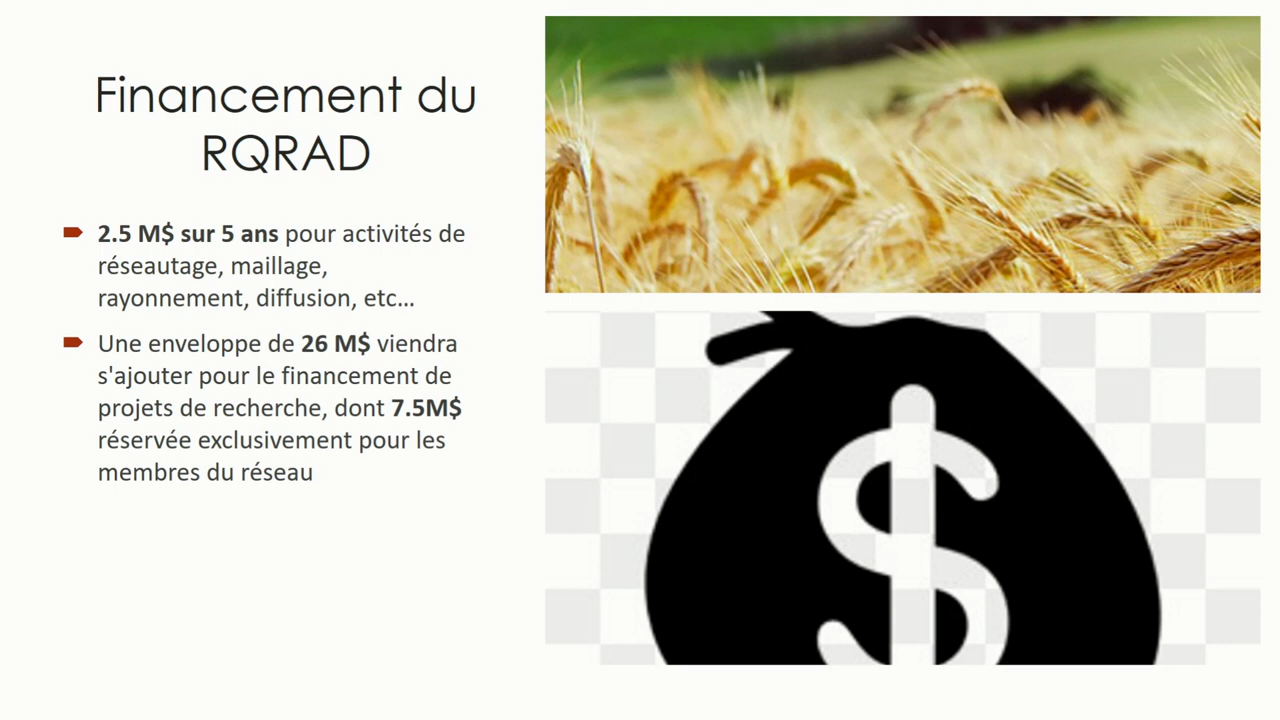 Financement du
RQRAD
2.5 M$ sur 5 ans pour activités de
réseautage, maillage,
rayonnement, diffusion, etc…
Une enveloppe de 26 M$ viendra
s'ajouter pour le financement de
projets de recherche, dont 7.5M$
réservée exclusivement pour les
membres du réseau
$